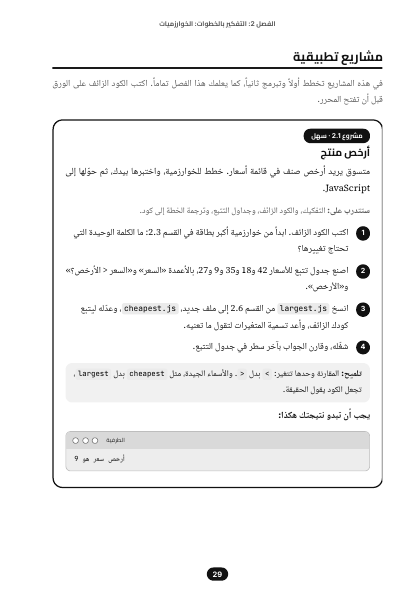 الفصل 2: التفكير بالخطوات: الخوارزميات
مشاريع تطبيقية
في هذه المشاريع تخطط أولاً وتبرمج ثانياً، كما يعلمك هذا الفصل تماماً. اكتب الكود الزائف على الورق
قبل أن تفتح المحرر.
مشروع 2.1 · سهل
أرخص منتج
متسوق يريد أرخص صنف في قائمة أسعار. خطط للخوارزمية، واختبرها بيدك، ثم حوّلها إلى
JavaScript.
ستتدرب على: التفكيك، والكود الزائف، وجداول التتبع، وترجمة الخطة إلى كود.
1 اكتب الكود الزائف. ابدأ من خوارزمية أكبر بطاقة في القسم 2.3: ما الكلمة الوحيدة التي
تحتاج تغييرها؟
2 اصنع جدول تتبع للأسعار 42 و18 و35 و9 و27، بالأعمدة «السعر» و«السعر < الأرخص؟»
و«الأرخص».
3 انسخ largest.js من القسم 2.6 إلى ملف جديد، cheapest.js، وعدّله ليتبع
كودك الزائف. وأعد تسمية المتغيرات لتقول ما تعنيه.
4 شغّله، وقارن الجواب بآخر سطر في جدول التتبع.
تلميح: المقارنة وحدها تتغير: < بدل >. والأسماء الجيدة، مثل cheapest بدل largest،
تجعل الكود يقول الحقيقة.
يجب أن تبدو نتيجتك هكذا:
الطرفية
أرخص سعر هو 9
29